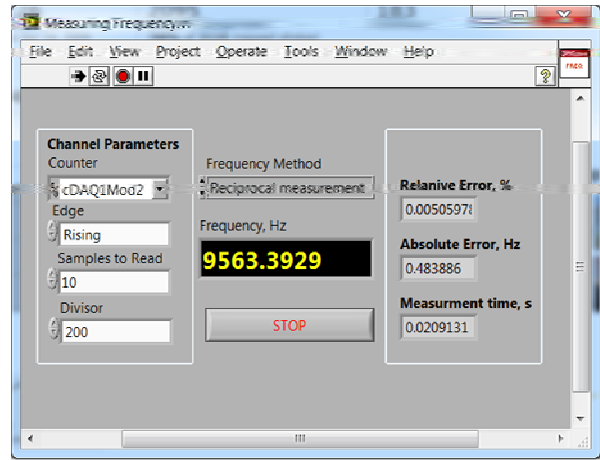 Measuring Frequency.vi
File Edit View Project Operate Tools Window Help
FREQ
Channel Parameters
Counter
cDAQ1Mod2
Edge
Rising
Samples to Read
10
Divisor
200
Frequency Method
Reciprocal measurement
Frequency, Hz
9563.3929
STOP
Relanive Error, %
0.00505978
Absolute Error, Hz
0.483886
Measurment time, s
0.0209131